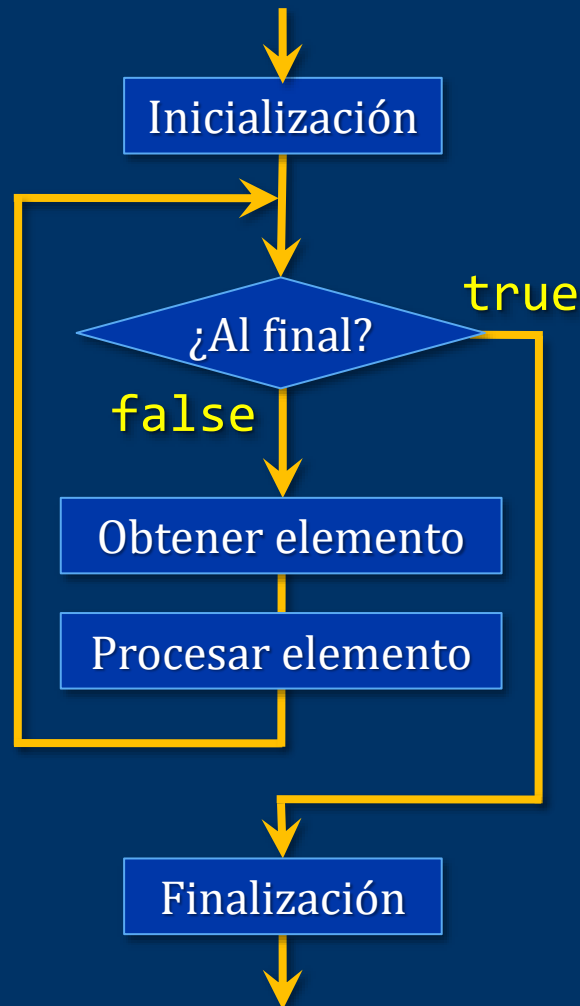 Inicialización
¿Al final?
true
false
Obtener elemento
Procesar elemento
Finalización